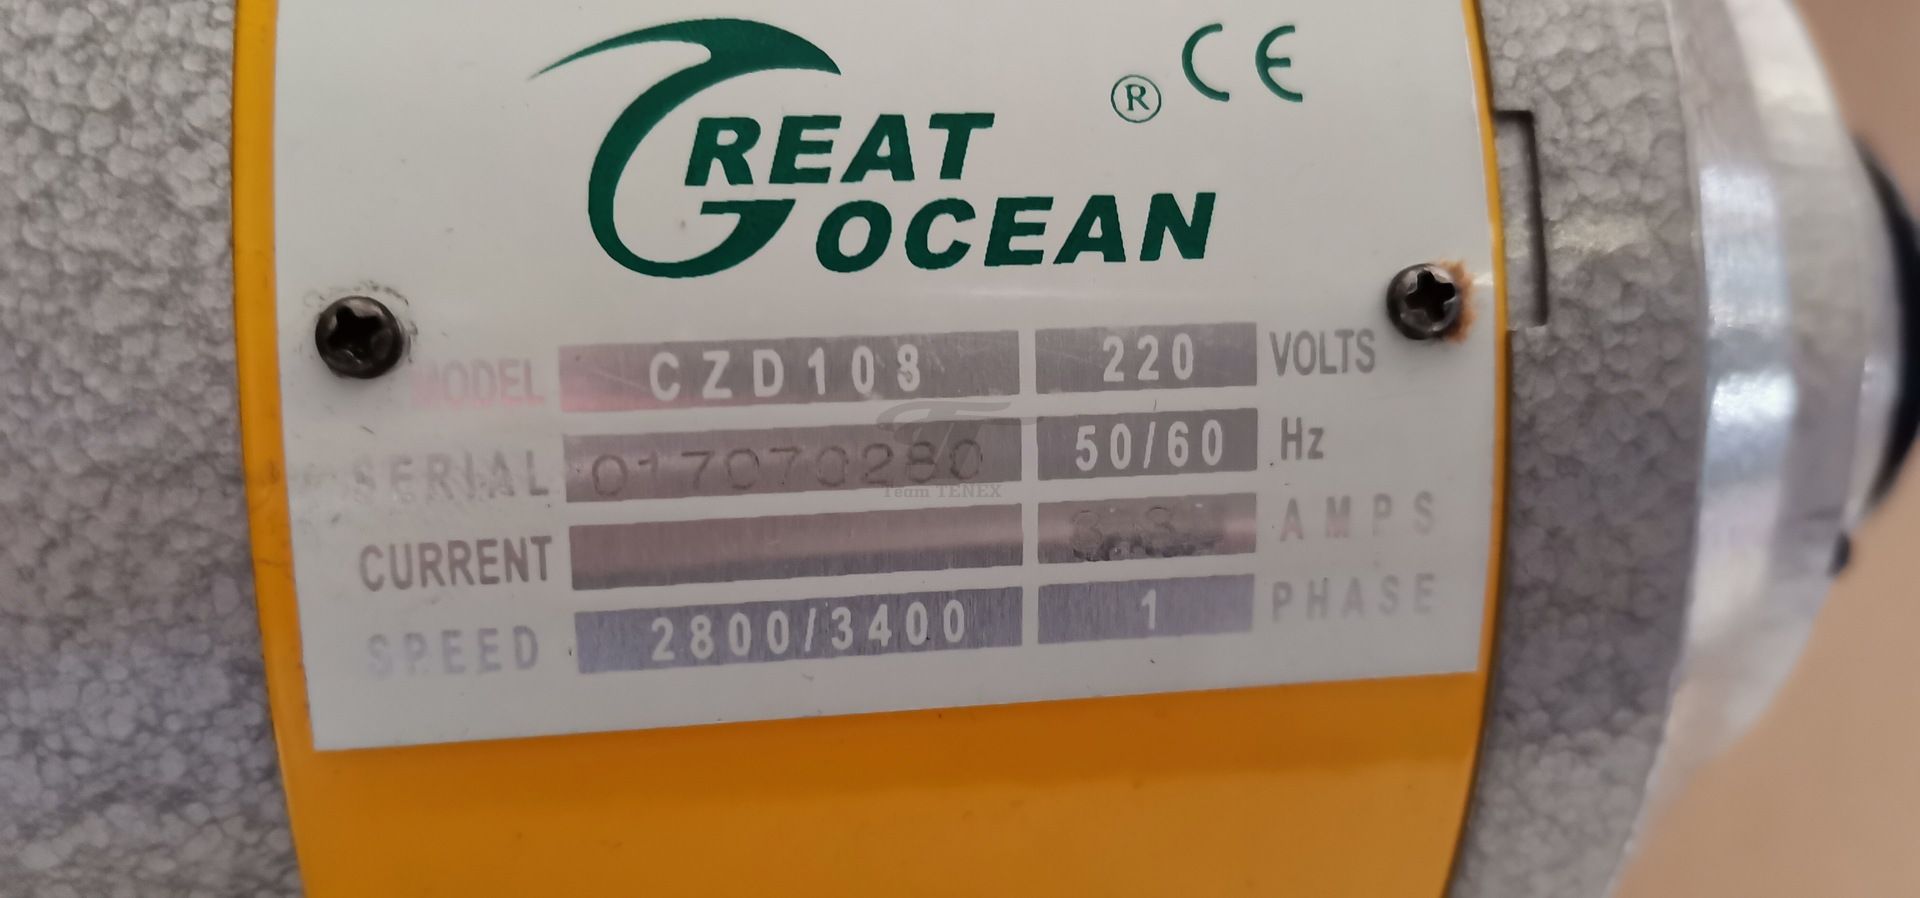 GREAT
OCEAN
® CE
MODEL CZD108 220 VOLTS
SERIAL 017070280 50/60 Hz
CURRENT AMPS
SPEED 2800/3400 1 PHASE
Team TENEX